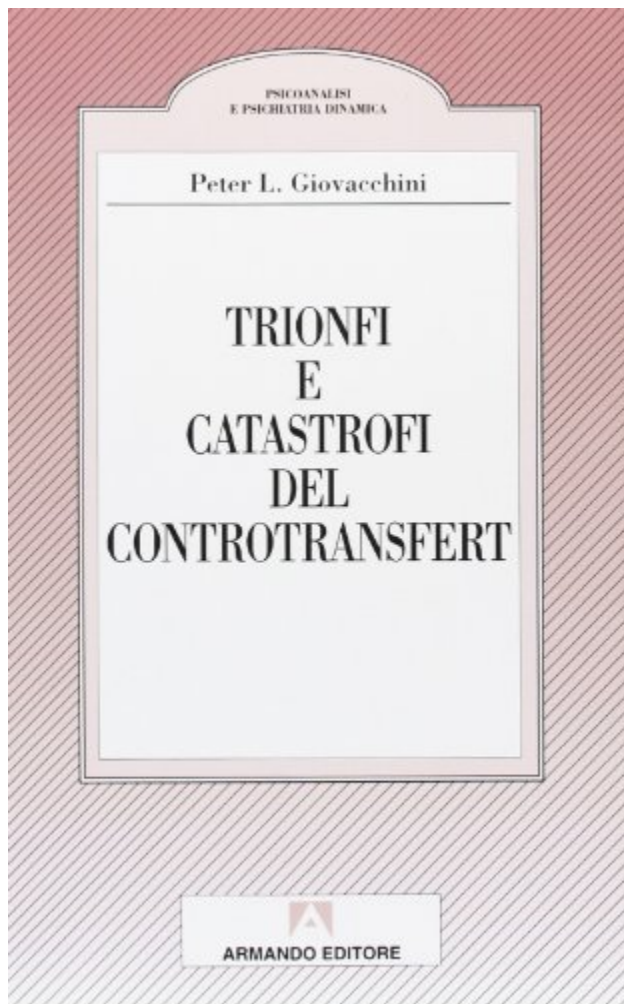 PSICOANALISI
E PSICHIATRIA DINAMICA
Peter L. Giovacchini
TRIONFI
E
CATASTROFI
DEL
CONTROTRANSFERT
ARMANDO EDITORE